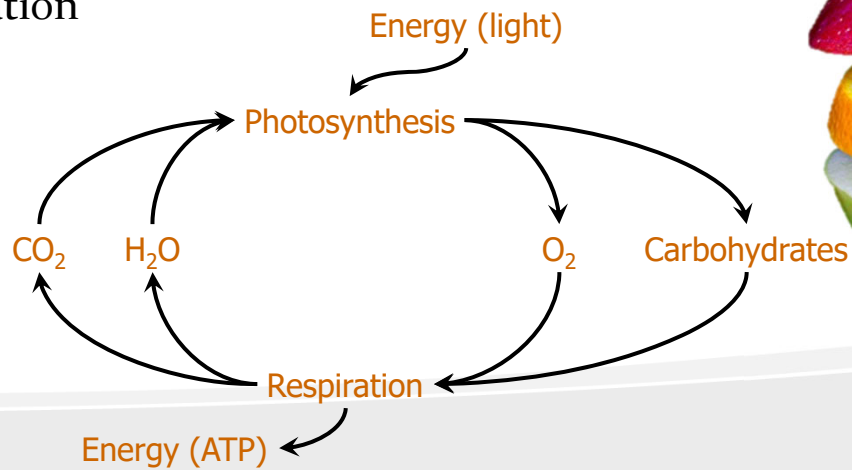 Energy (light)
Photosynthesis
CO₂ H₂O O₂ Carbohydrates
Respiration
Energy (ATP)